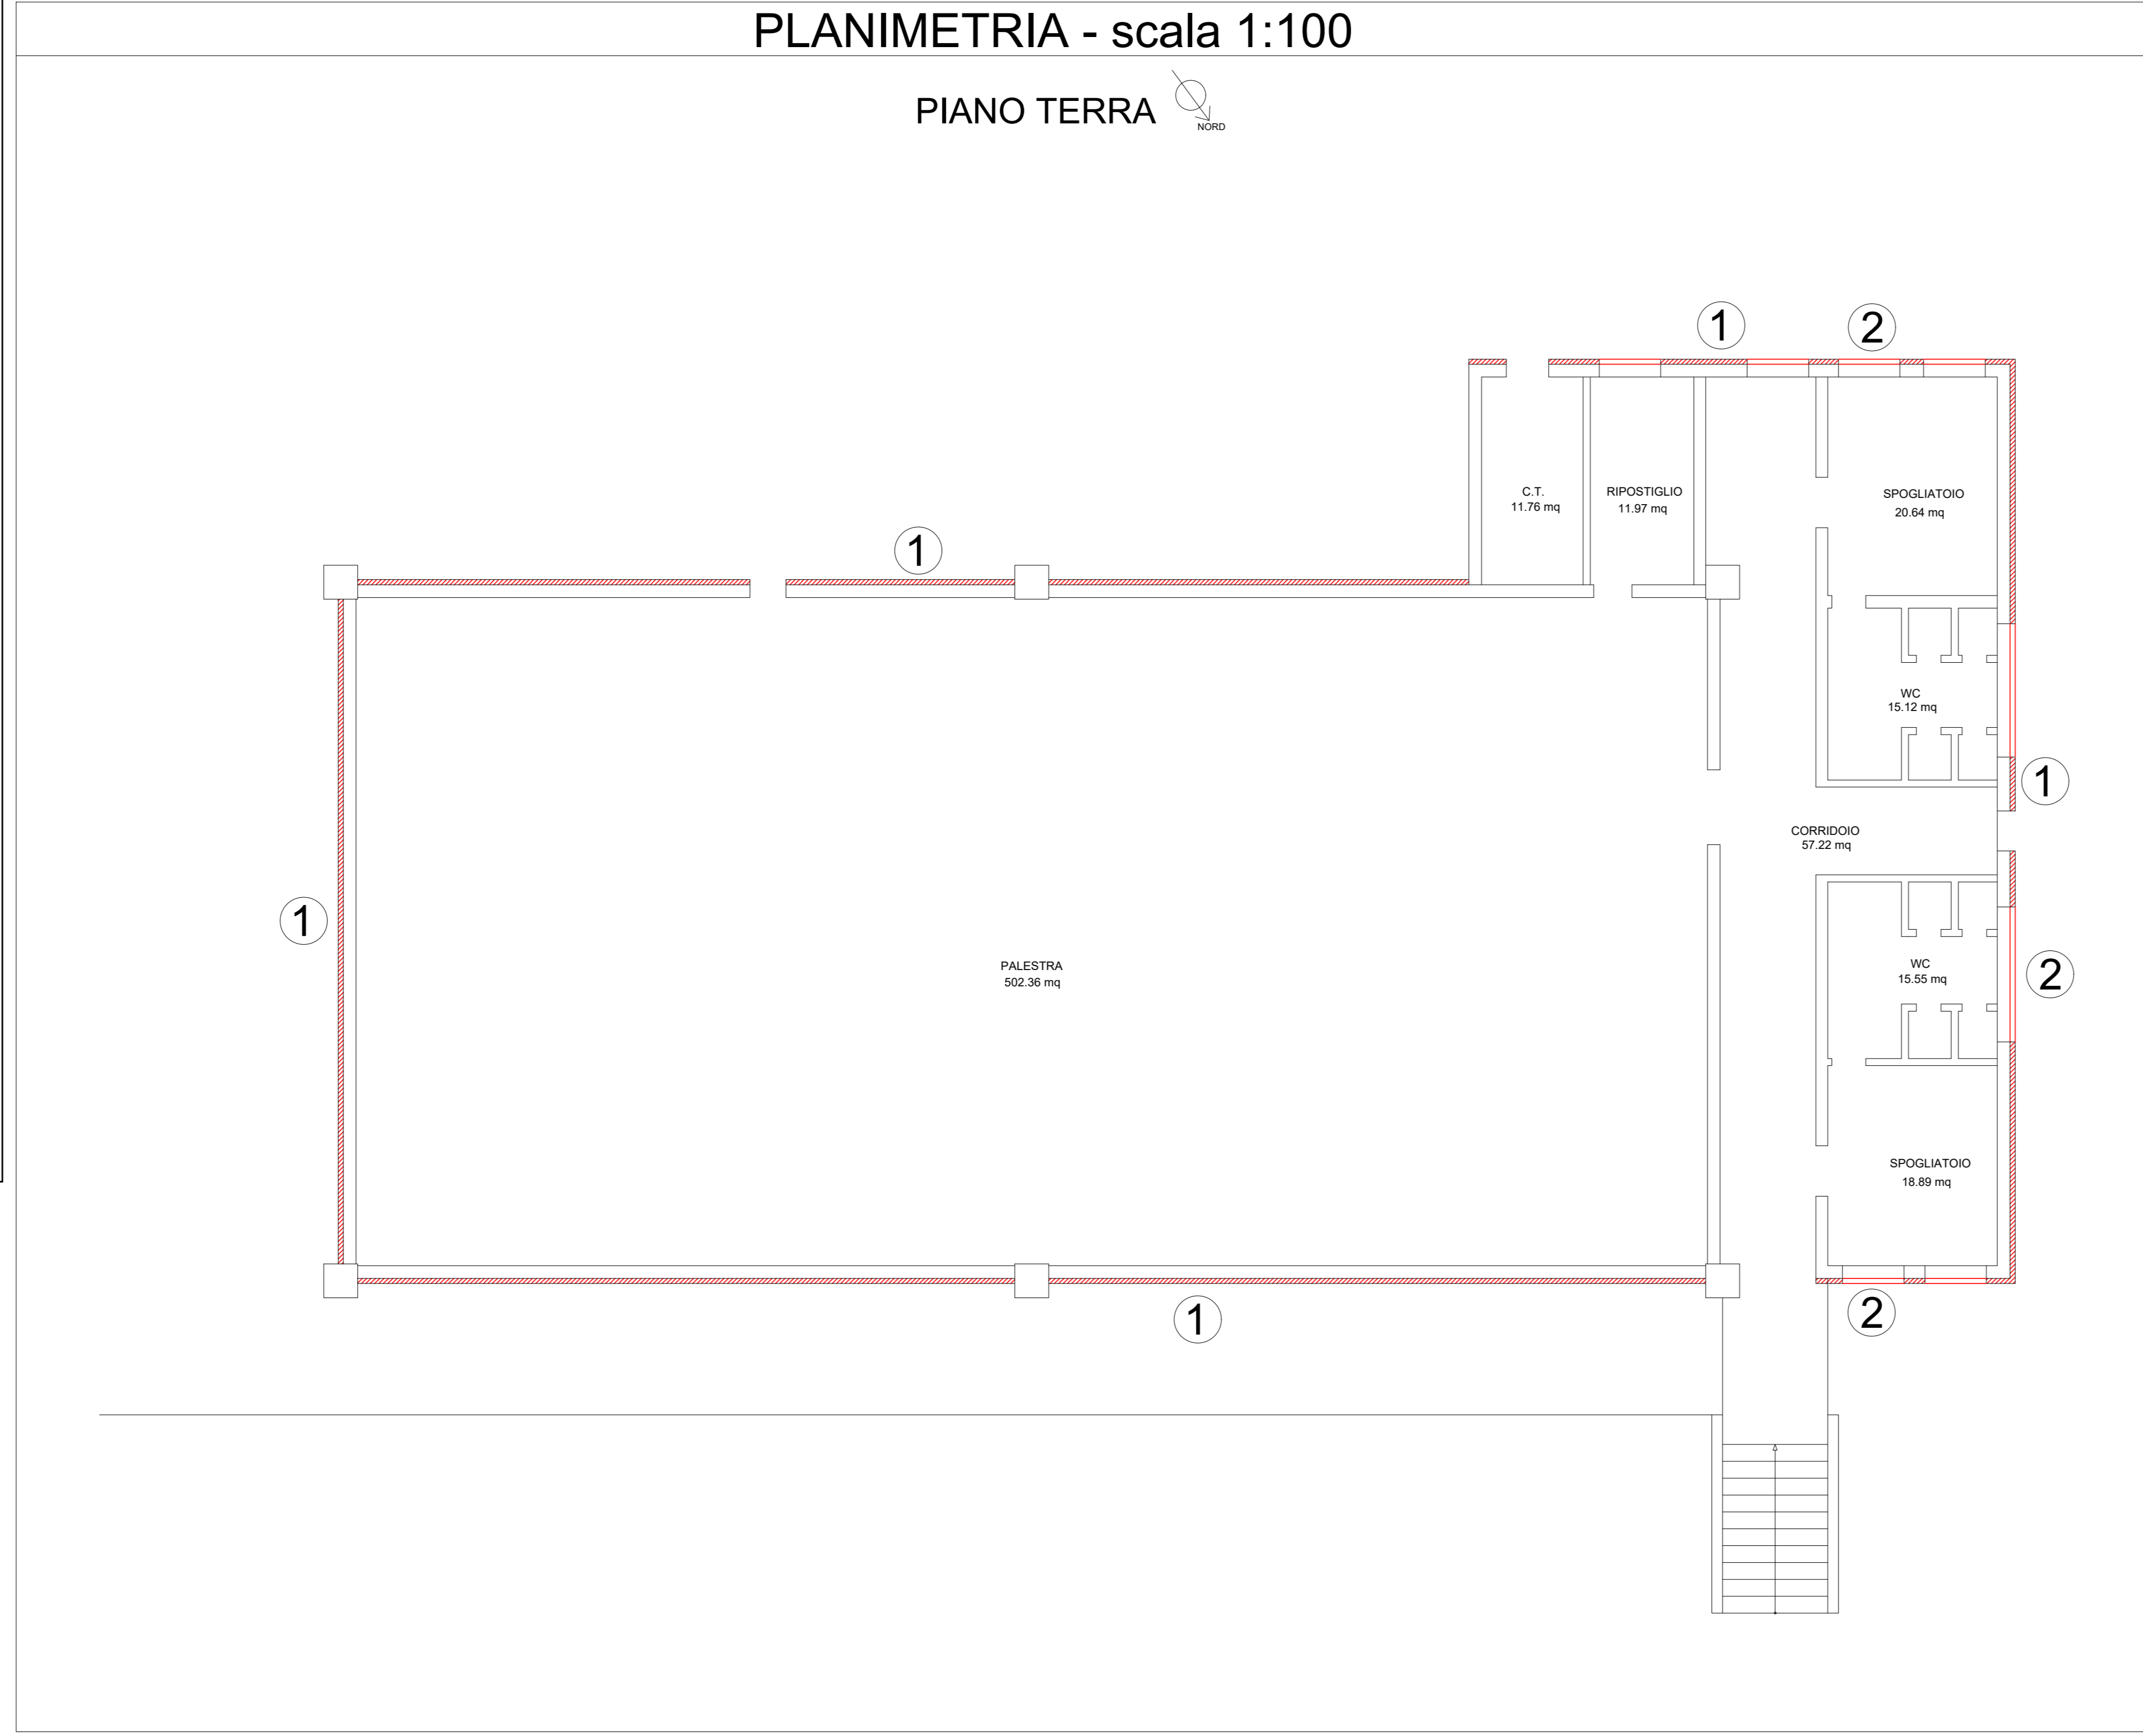 PLANIMETRIA - scala 1:100
PIANO TERRA
NORD
1
2
C.T.
11.76 mq
RIPOSTIGLIO
11.97 mq
SPOGLIATOIO
20.64 mq
1
WC
15.12 mq
1
CORRIDOIO
57.22 mq
1
PALESTRA
502.36 mq
WC
15.55 mq
2
SPOGLIATOIO
18.89 mq
1
2